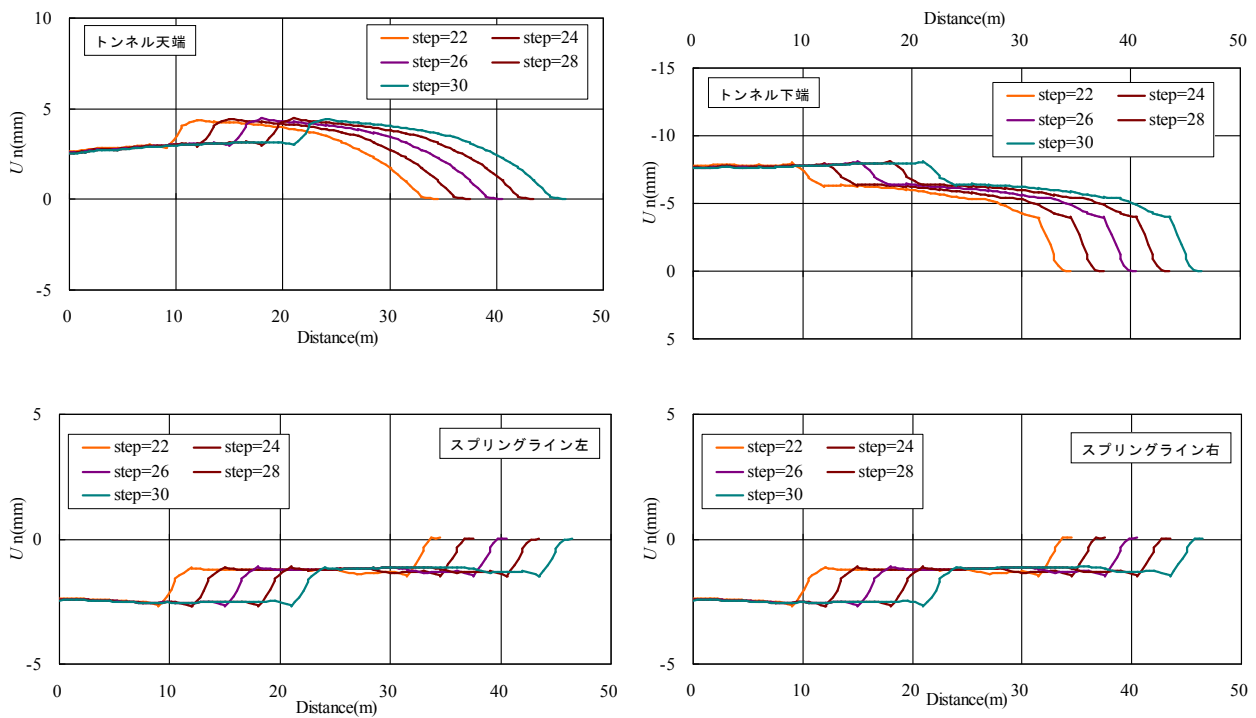 10
5
0
-5
U n(mm)
トンネル天端
step=22 step=24
step=26 step=28
step=30
0 10 20 30 40 50
Distance(m)
Distance(m)
0 10 20 30 40 50
-15
-10
-5
0
5
U n(mm)
トンネル下端
step=22 step=24
step=26 step=28
step=30
5
0
-5
U n(mm)
step=22 step=24
step=26 step=28
step=30
スプリングライン左
0 10 20 30 40 50
Distance(m)
5
0
-5
U n(mm)
step=22 step=24
step=26 step=28
step=30
スプリングライン右
0 10 20 30 40 50
Distance(m)